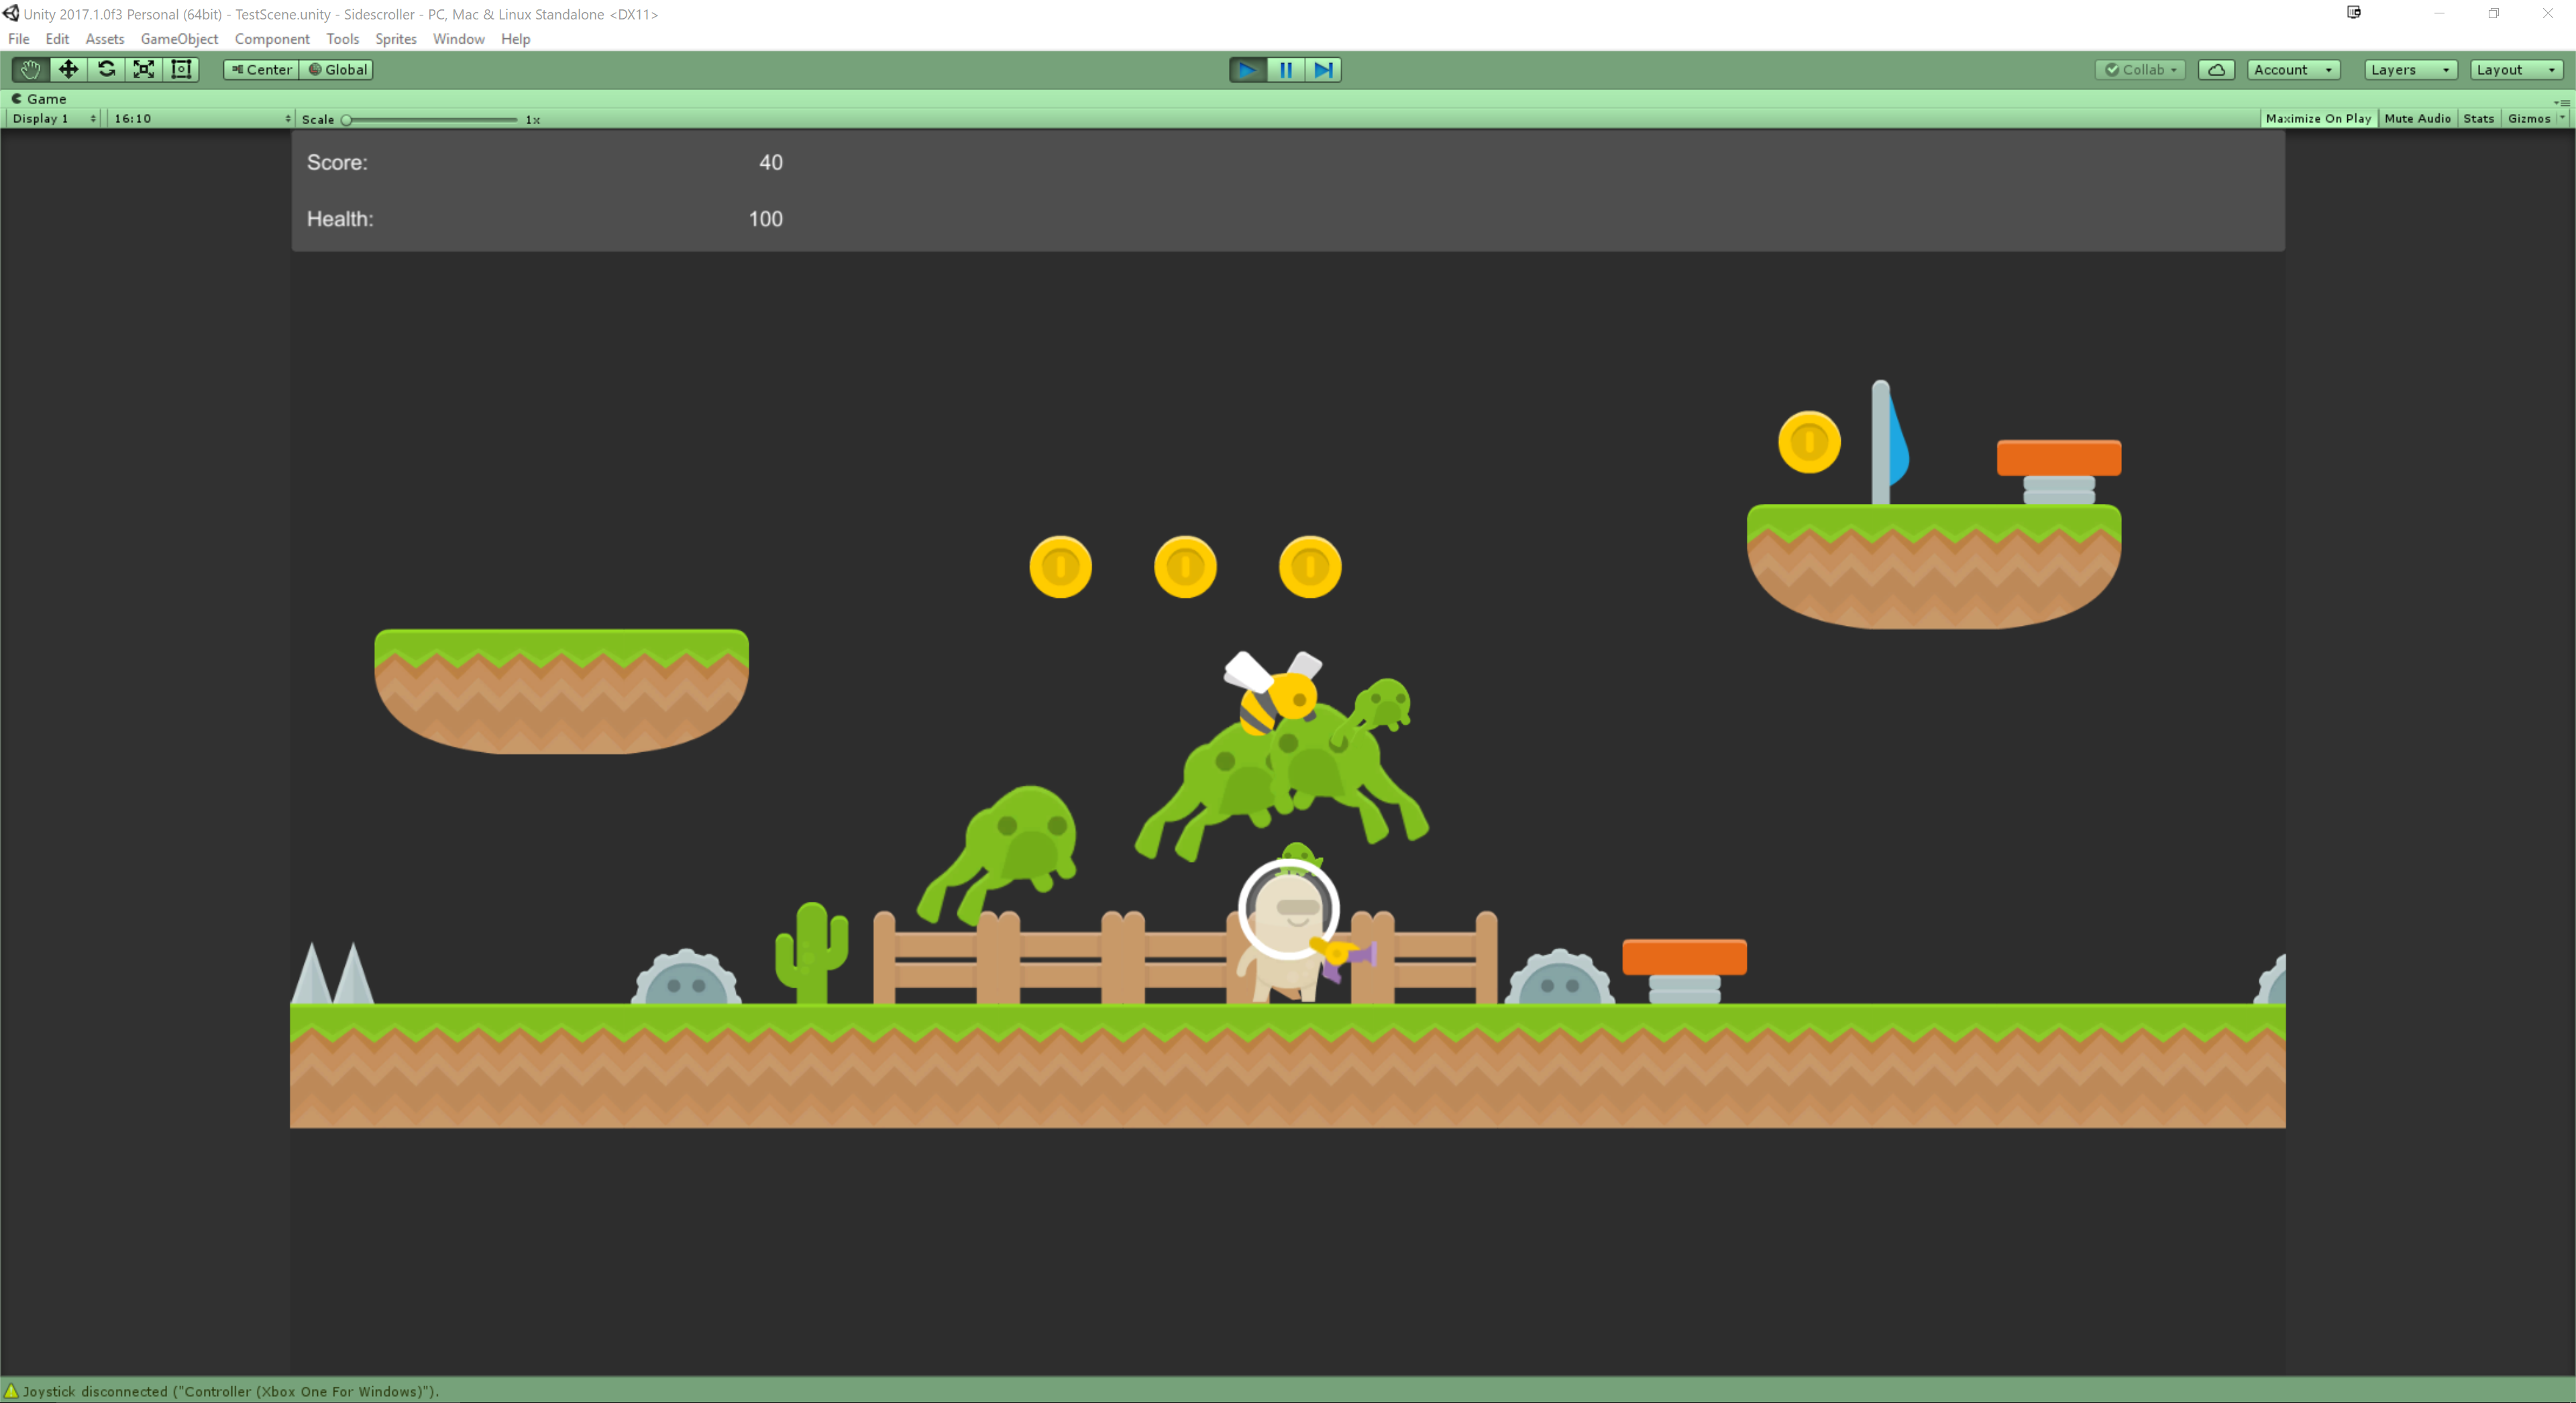 Unity 2017.1.0f3 Personal (64bit) - TestScene.unity - Sidescroller - PC, Mac & Linux Standalone <DX11>
File Edit Assets GameObject Component Tools Sprites Window Help
Center Global Collab Account Layers Layout
Game
Display 1 16:10 Scale 1x Maximize On Play Mute Audio Stats Gizmos
Score: 40
Health: 100
Joystick disconnected ("Controller (Xbox One For Windows)").